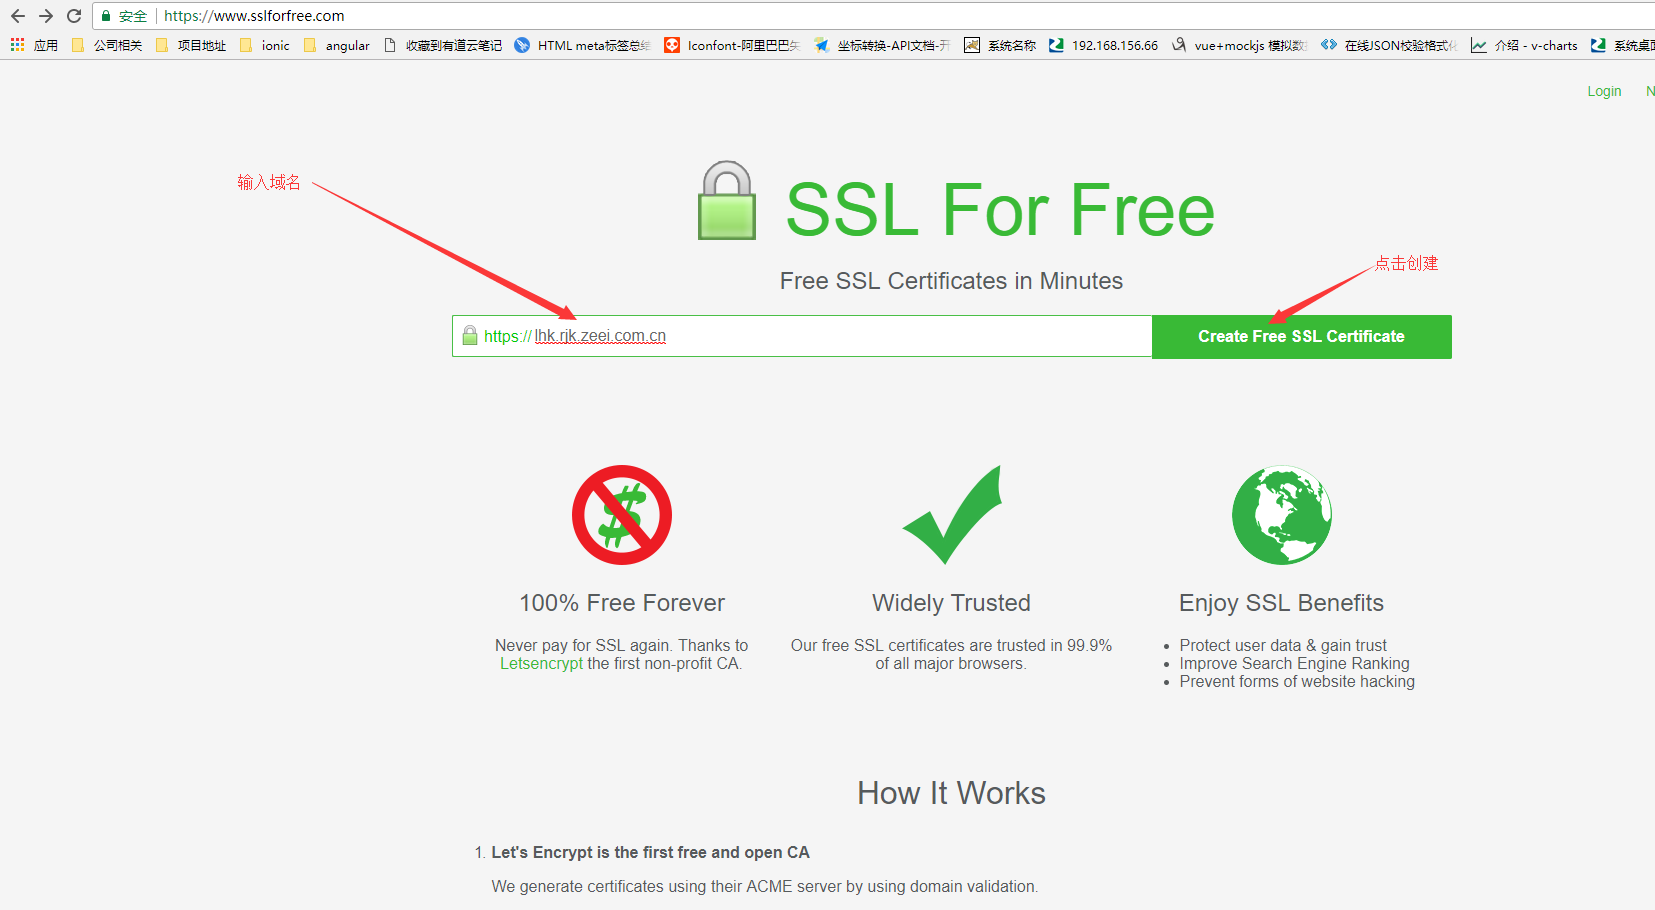 安全 https://www.sslforfree.com
应用 公司相关 项目地址 ionic angular 收藏到有道云笔记 HTML meta标签总结 Iconfont-阿里巴巴矢 坐标转换-API文档-开 系统名称 192.168.156.66 vue+mockjs 模拟数据 在线JSON校验格式化 介绍 - v-charts 系统桌面
Login N
输入域名
SSL For Free
点击创建
Free SSL Certificates in Minutes
https:// lhk.rjk.zeei.com.cn Create Free SSL Certificate
100% Free Forever
Never pay for SSL again. Thanks to
Letsencrypt the first non-profit CA.
Widely Trusted
Our free SSL certificates are trusted in 99.9%
of all major browsers.
Enjoy SSL Benefits
• Protect user data & gain trust
• Improve Search Engine Ranking
• Prevent forms of website hacking
How It Works
1. Let's Encrypt is the first free and open CA
We generate certificates using their ACME server by using domain validation.